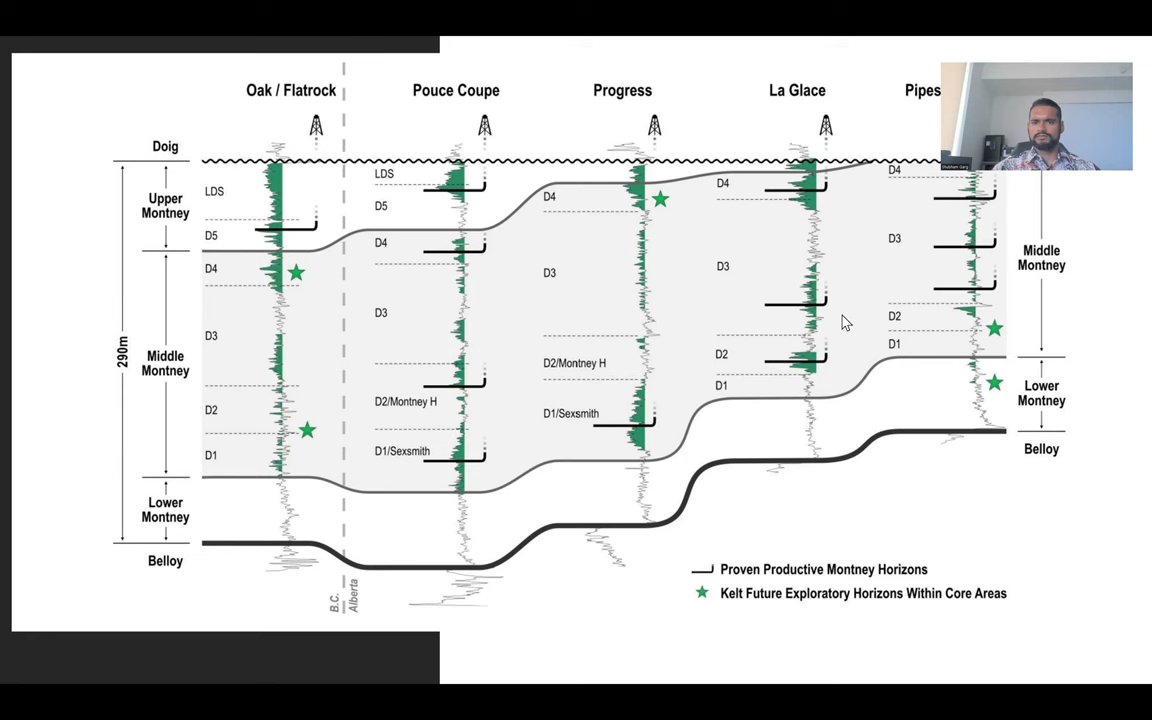 Oak / Flatrock
Pouce Coupe
Progress
La Glace
Pipes
Doig
Upper
Montney
Middle
Montney
Lower
Montney
Belloy
290m
LDS
D5
D4
D3
D2
D1
B.C.
Alberta
LDS
D5
D4
D3
D2/Montney H
D1/Sexsmith
D4
D3
D2/Montney H
D1/Sexsmith
D4
D3
D2
D1
D4
D3
D2
D1
Middle
Montney
Lower
Montney
Belloy
Proven Productive Montney Horizons
Kelt Future Exploratory Horizons Within Core Areas